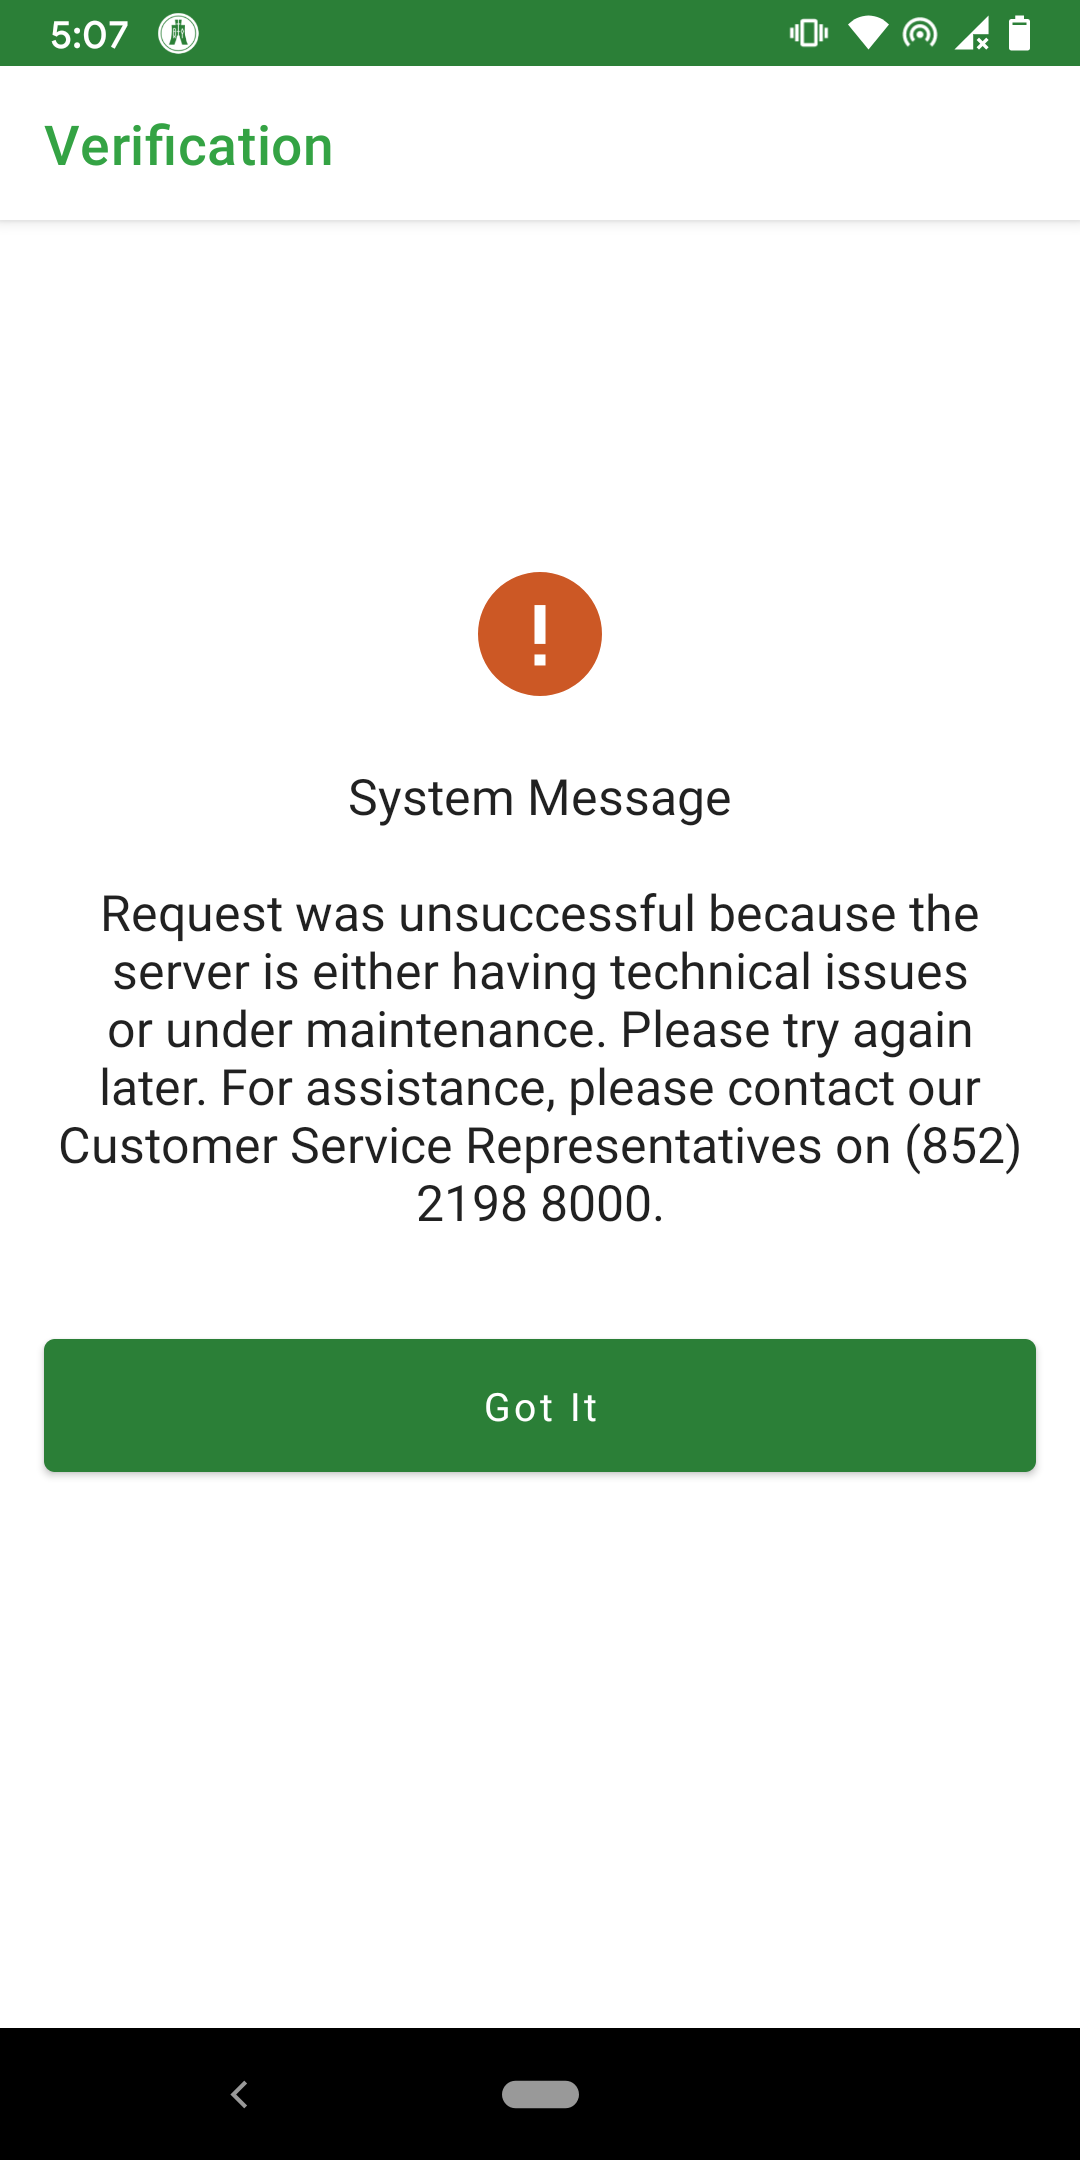 5:07
Verification
!
System Message
Request was unsuccessful because the
server is either having technical issues
or under maintenance. Please try again
later. For assistance, please contact our
Customer Service Representatives on (852)
2198 8000.
Got It